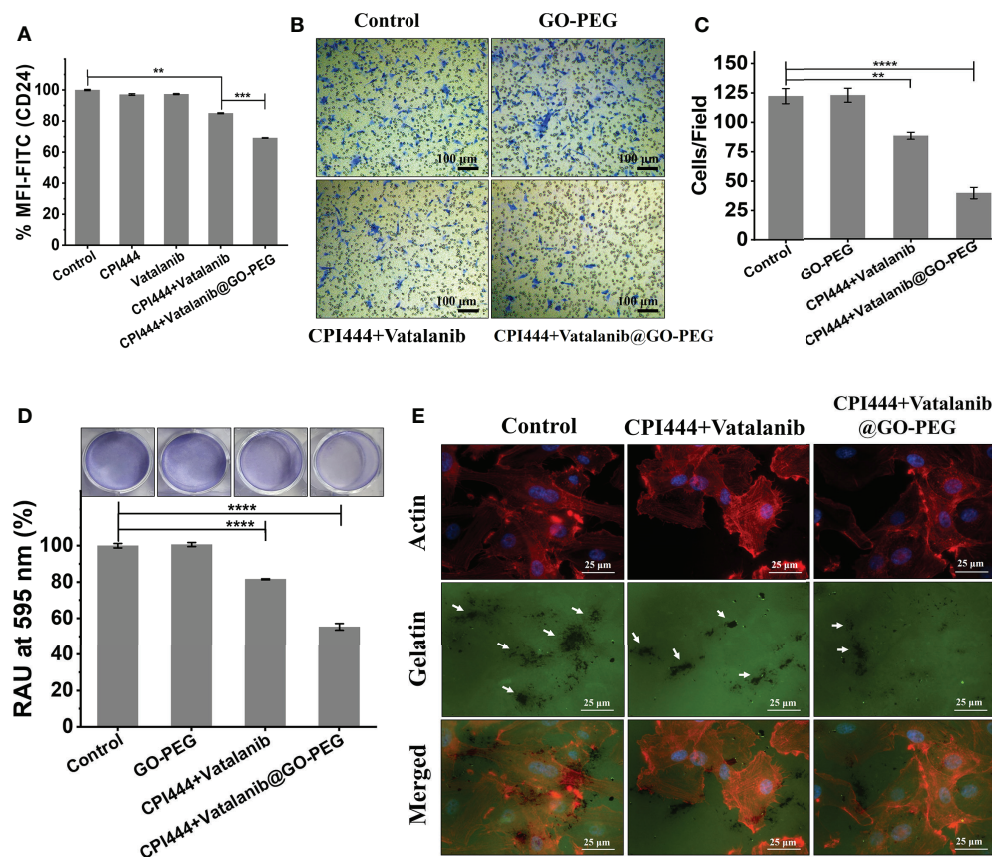 A
% MFI-FITC (CD24)
**
***
100
80
60
40
20
0
Control
CPI444
Vatalanib
CPI444+Vatalanib
CPI444+Vatalanib@GO-PEG
B
Control
GO-PEG
100 µm
100 µm
100 µm
100 µm
CPI444+Vatalanib
CPI444+Vatalanib@GO-PEG
C
Cells/Field
****
**
150
125
100
75
50
25
0
Control
GO-PEG
CPI444+Vatalanib
CPI444+Vatalanib@GO-PEG
D
RAU at 595 nm (%)
****
****
100
80
60
40
20
0
Control
GO-PEG
CPI444+Vatalanib
CPI444+Vatalanib@GO-PEG
E
Control
CPI444+Vatalanib
CPI444+Vatalanib
@GO-PEG
Actin
25 µm
25 µm
25 µm
Gelatin
25 µm
25 µm
25 µm
Merged
25 µm
25 µm
25 µm